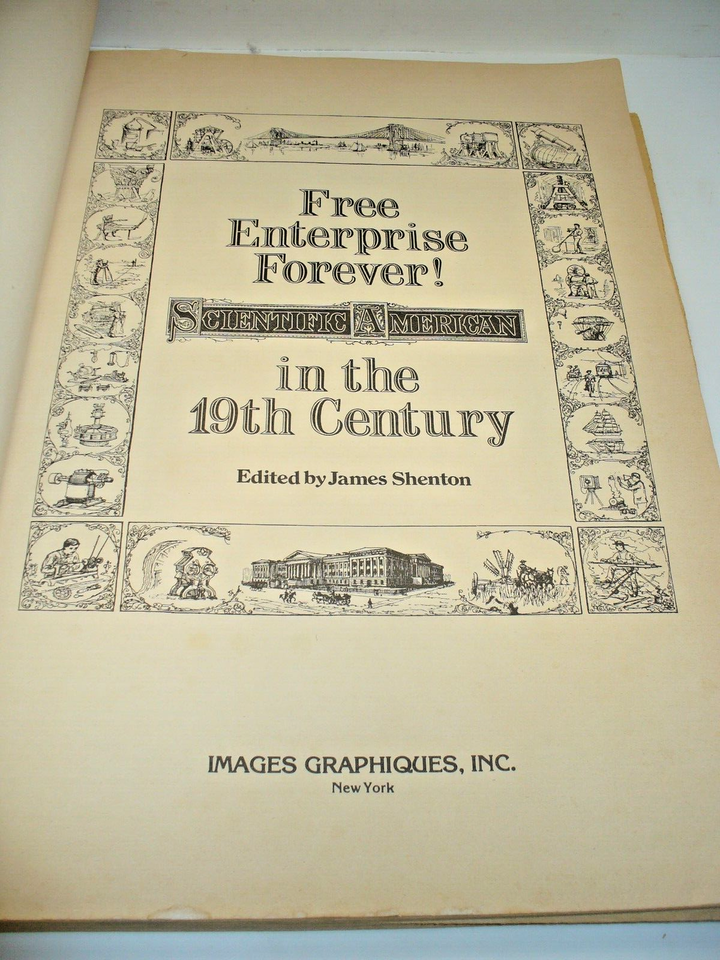 Free
Enterprise
Forever!
SCIENTIFIC AMERICAN
in the
19th Century
Edited by James Shenton
IMAGES GRAPHIQUES, INC.
New York